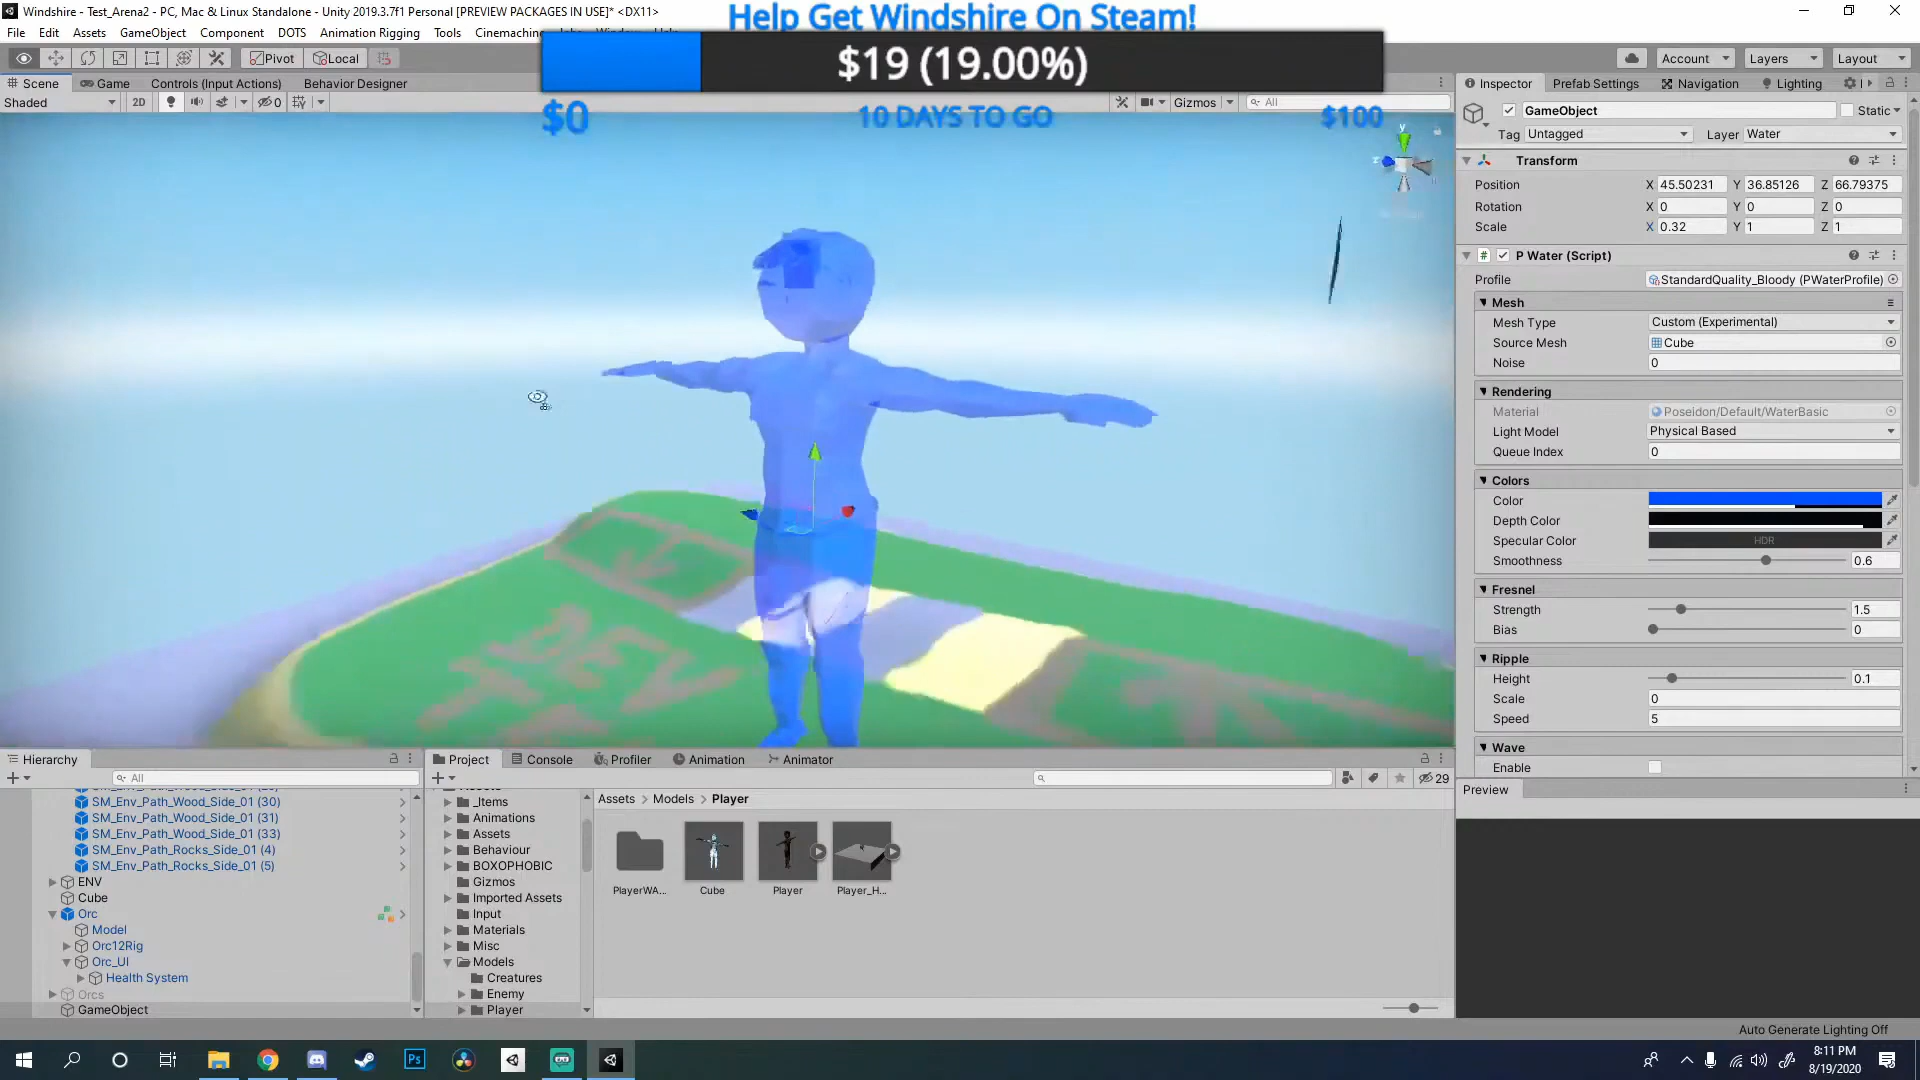 Windshire - Test_Arena2 - PC, Mac & Linux Standalone - Unity 2019.3.7f1 Personal [PREVIEW PACKAGES IN USE]* <DX11>
Help Get Windshire On Steam!
File Edit Assets GameObject Component DOTS Animation Rigging Tools Cinemachine
$19 (19.00%)
Pivot Local
Account Layers Layout
Scene Game Controls (Input Actions) Behavior Designer
Inspector Prefab Settings Navigation Lighting
Shaded 2D 0 Gizmos All
$0 10 DAYS TO GO $100
GameObject Static
Tag Untagged Layer Water
y
Transform
Position X 45.50231 Y 36.85126 Z 66.79375
Rotation X 0 Y 0 Z 0
Scale X 0.32 Y 1 Z 1
# P Water (Script)
Profile StandardQuality_Bloody (PWaterProfile)
Mesh
Mesh Type Custom (Experimental)
Source Mesh Cube
Noise 0
Rendering
Material Poseidon/Default/WaterBasic
Light Model Physical Based
Queue Index 0
Colors
Color
Depth Color
Specular Color HDR
Smoothness 0.6
Fresnel
Strength 1.5
Bias 0
Ripple
Height 0.1
Scale 0
Speed 5
Wave
Enable
DEV
Hierarchy
All
SM_Env_Path_Wood_Side_01 (30)
SM_Env_Path_Wood_Side_01 (31)
SM_Env_Path_Wood_Side_01 (33)
SM_Env_Path_Rocks_Side_01 (4)
SM_Env_Path_Rocks_Side_01 (5)
ENV
Cube
Orc
Model
Orc12Rig
Orc_UI
Health System
Orcs
GameObject
Project Console Profiler Animation Animator
29
_Items
Animations
Assets
Behaviour
BOXOPHOBIC
Gizmos
Imported Assets
Input
Materials
Misc
Models
Creatures
Enemy
Player
Assets > Models > Player
PlayerWA... Cube Player Player_H...
Preview
Auto Generate Lighting Off
Ps
8:11 PM
8/19/2020